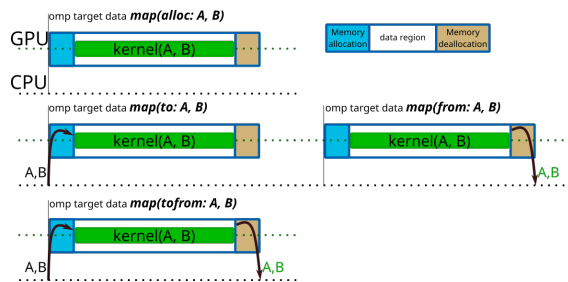 omp target data map(alloc: A, B)
GPU
kernel(A, B)
CPU
Memory allocation
data region
Memory deallocation
omp target data map(to: A, B)
kernel(A, B)
A,B
omp target data map(from: A, B)
kernel(A, B)
A,B
omp target data map(tofrom: A, B)
kernel(A, B)
A,B
A,B